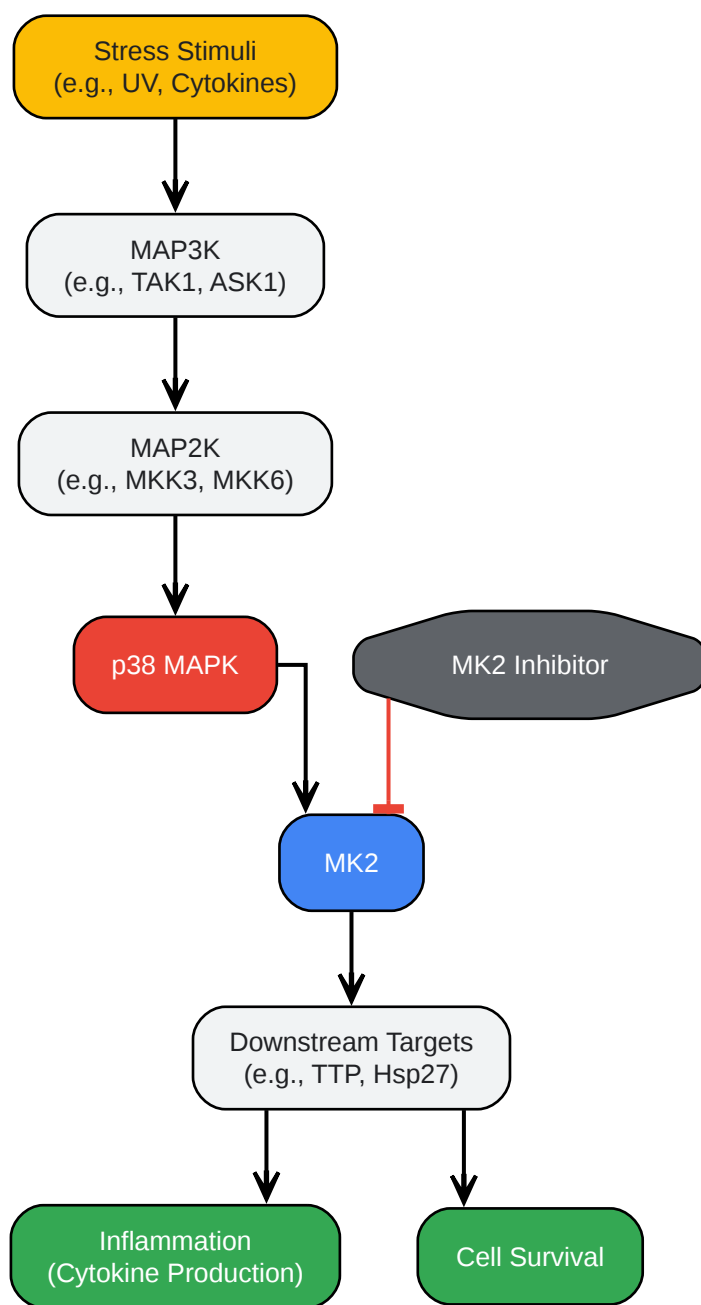 Stress Stimuli
(e.g., UV, Cytokines)
MAP3K
(e.g., TAK1, ASK1)
MAP2K
(e.g., MKK3, MKK6)
p38 MAPK
MK2 Inhibitor
MK2
Downstream Targets
(e.g., TTP, Hsp27)
Inflammation
(Cytokine Production)
Cell Survival